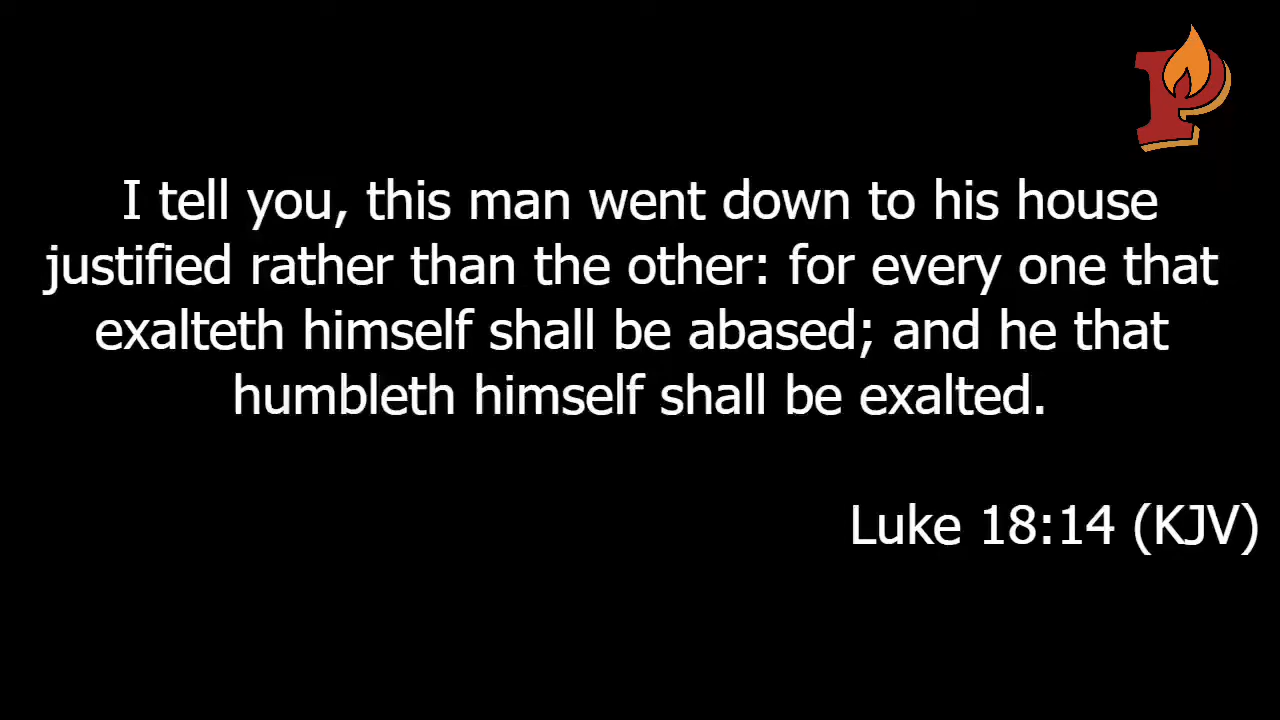 P
I tell you, this man went down to his house
justified rather than the other: for every one that
exalteth himself shall be abased; and he that
humbleth himself shall be exalted.
Luke 18:14 (KJV)